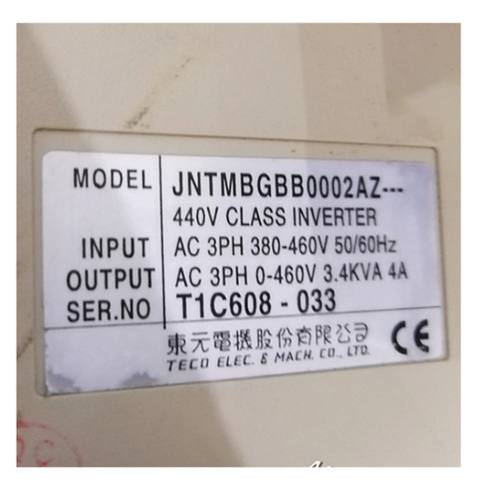 MODEL JNTMBGBB0002AZ---
440V CLASS INVERTER
INPUT AC 3PH 380-460V 50/60Hz
OUTPUT AC 3PH 0-460V 3.4KVA 4A
SER.NO T1C608 - 033
東元電機股份有限公司
TECO ELEC. & MACH. CO., LTD.
CE